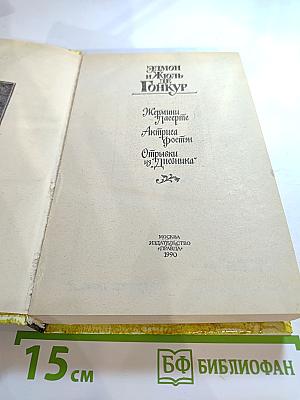 ЭДМОН
И ЖЮЛЬ
ДЕ
ГОНКУР
Жермини
Ласерте
Актриса
Фостэн
Отрывки
из „Дневника“
МОСКВА
ИЗДАТЕЛЬСТВО
«ПРАВДА»
1990
15 см
БФ БИБЛИОФАН